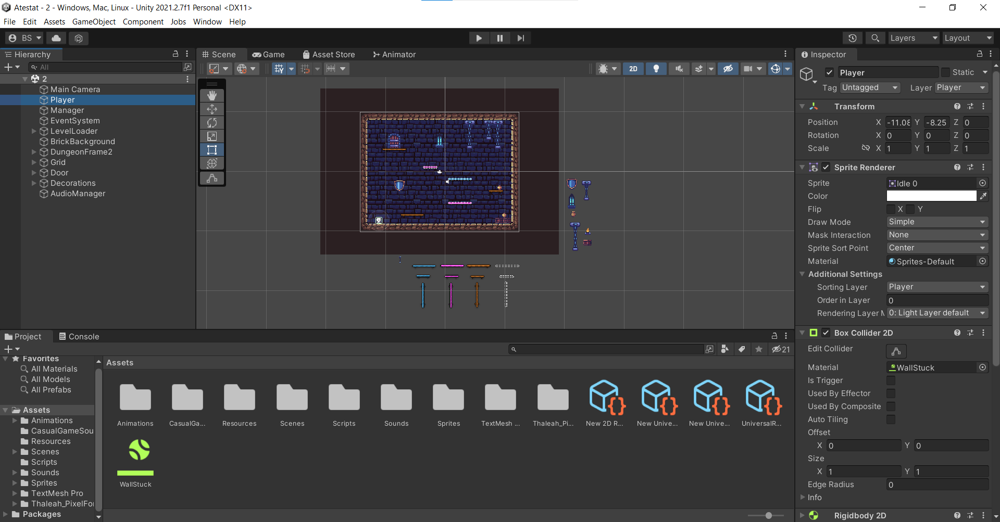 Atestat - 2 - Windows, Mac, Linux - Unity 2021.2.7f1 Personal <DX11>
File Edit Assets GameObject Component Jobs Window Help
BS
Layers
Layout
Hierarchy
All
2
Main Camera
Player
Manager
EventSystem
LevelLoader
BrickBackground
DungeonFrame2
Grid
Door
Decorations
AudioManager
Scene
Game
Asset Store
Animator
2D
Inspector
Player
Static
Tag Untagged Layer Player
Transform
Position X -11.08 Y -8.25 Z 0
Rotation X 0 Y 0 Z 0
Scale X 1 Y 1 Z 1
Sprite Renderer
Sprite Idle 0
Color
Flip X Y
Draw Mode Simple
Mask Interaction None
Sprite Sort Point Center
Material Sprites-Default
Additional Settings
Sorting Layer Player
Order in Layer 0
Rendering Layer M 0: Light Layer default
Box Collider 2D
Edit Collider
Material WallStuck
Is Trigger
Used By Effector
Used By Composite
Auto Tiling
Offset
X 0 Y 0
Size
X 1 Y 1
Edge Radius 0
Info
Rigidbody 2D
Project
Console
21
Favorites
All Materials
All Models
All Prefabs
Assets
Animations
CasualGameSou
Resources
Scenes
Scripts
Sounds
Sprites
TextMesh Pro
Thaleah_PixelFo
Packages
Assets
Animations CasualGa... Resources Scenes Scripts Sounds Sprites TextMesh ... Thaleah_Pi... New 2D R... New Unive... New Unive... UniversalR...
WallStuck